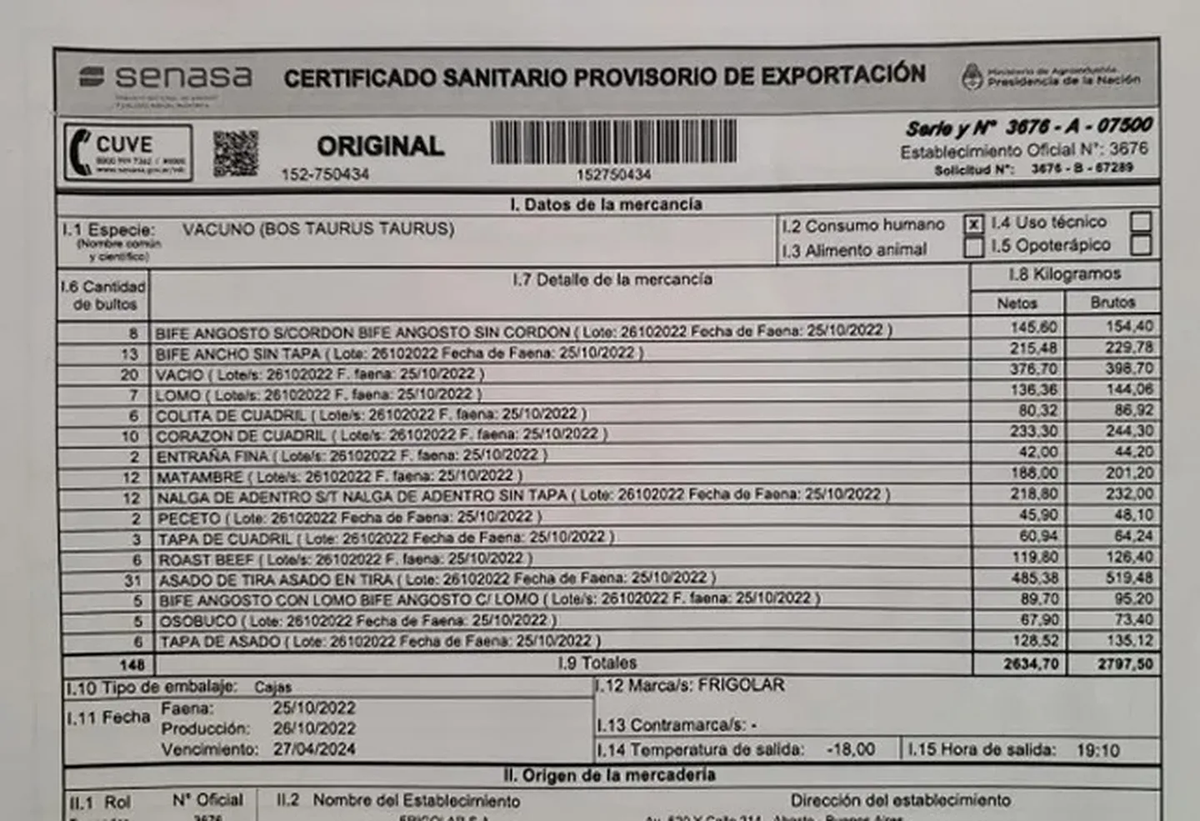 senasa
CERTIFICADO SANITARIO PROVISORIO DE EXPORTACIÓN
Ministerio de Agroindustria
Presidencia de la Nación
CUVE
www.senasa.gov.ar
ORIGINAL
152-750434
152750434
Serie y N° 3676 - A - 07500
Establecimiento Oficial N°: 3676
Solicitud N°: 3676 - B - 67289
I. Datos de la mercancía
I.1 Especie: VACUNO (BOS TAURUS TAURUS)
(Nombre común
y científico)
I.2 Consumo humano x I.4 Uso técnico
I.3 Alimento animal I.5 Opoterápico
I.6 Cantidad
de bultos
I.7 Detalle de la mercancía
I.8 Kilogramos
Netos Brutos
8 BIFE ANGOSTO S/CORDON BIFE ANGOSTO SIN CORDON ( Lote: 26102022 Fecha de Faena: 25/10/2022 ) 145,60 154,40
13 BIFE ANCHO SIN TAPA ( Lote: 26102022 Fecha de Faena: 25/10/2022 ) 215,48 229,78
20 VACIO ( Lote/s: 26102022 F. faena: 25/10/2022 ) 376,70 398,70
7 LOMO ( Lote/s: 26102022 F. faena: 25/10/2022 ) 136,36 144,06
6 COLITA DE CUADRIL ( Lote/s: 26102022 F. faena: 25/10/2022 ) 80,32 86,92
10 CORAZON DE CUADRIL ( Lote/s: 26102022 F. faena: 25/10/2022 ) 233,30 244,30
2 ENTRAÑA FINA ( Lote/s: 26102022 F. faena: 25/10/2022 ) 42,00 44,20
12 MATAMBRE ( Lote/s: 26102022 F. faena: 25/10/2022 ) 188,00 201,20
12 NALGA DE ADENTRO S/T NALGA DE ADENTRO SIN TAPA ( Lote: 26102022 Fecha de Faena: 25/10/2022 ) 218,80 232,00
2 PECETO ( Lote: 26102022 Fecha de Faena: 25/10/2022 ) 45,90 48,10
3 TAPA DE CUADRIL ( Lote: 26102022 Fecha de Faena: 25/10/2022 ) 60,94 64,24
6 ROAST BEEF ( Lote/s: 26102022 F. faena: 25/10/2022 ) 119,80 126,40
31 ASADO DE TIRA ASADO EN TIRA ( Lote: 26102022 Fecha de Faena: 25/10/2022 ) 485,38 519,48
5 BIFE ANGOSTO CON LOMO BIFE ANGOSTO C/ LOMO ( Lote/s: 26102022 F. faena: 25/10/2022 ) 89,70 95,20
5 OSOBUCO ( Lote: 26102022 Fecha de Faena: 25/10/2022 ) 67,90 73,40
6 TAPA DE ASADO ( Lote: 26102022 Fecha de Faena: 25/10/2022 ) 128,52 135,12
148 I.9 Totales 2634,70 2797,50
I.10 Tipo de embalaje: Cajas
I.12 Marca/s: FRIGOLAR
I.11 Fecha Faena: 25/10/2022
Producción: 26/10/2022
Vencimiento: 27/04/2024
I.13 Contramarca/s: -
I.14 Temperatura de salida: -18,00 I.15 Hora de salida: 19:10
II. Origen de la mercadería
II.1 Rol N° Oficial II.2 Nombre del Establecimiento Dirección del establecimiento
3676 FRIGOLAR S.A.